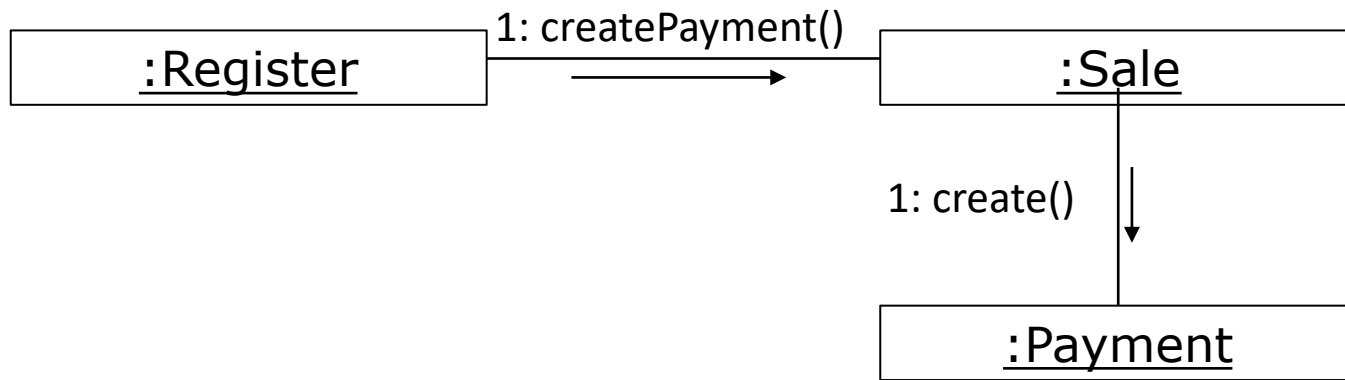 1: createPayment()
:Register
:Sale
1: create()
:Payment